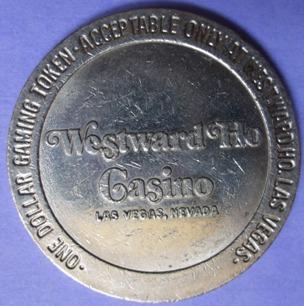 ·ONE DOLLAR GAMING TOKEN·ACCEPTABLE ONLY AT WESTWARD HO, LAS VEGAS·
Westward Ho
Casino
LAS VEGAS, NEVADA